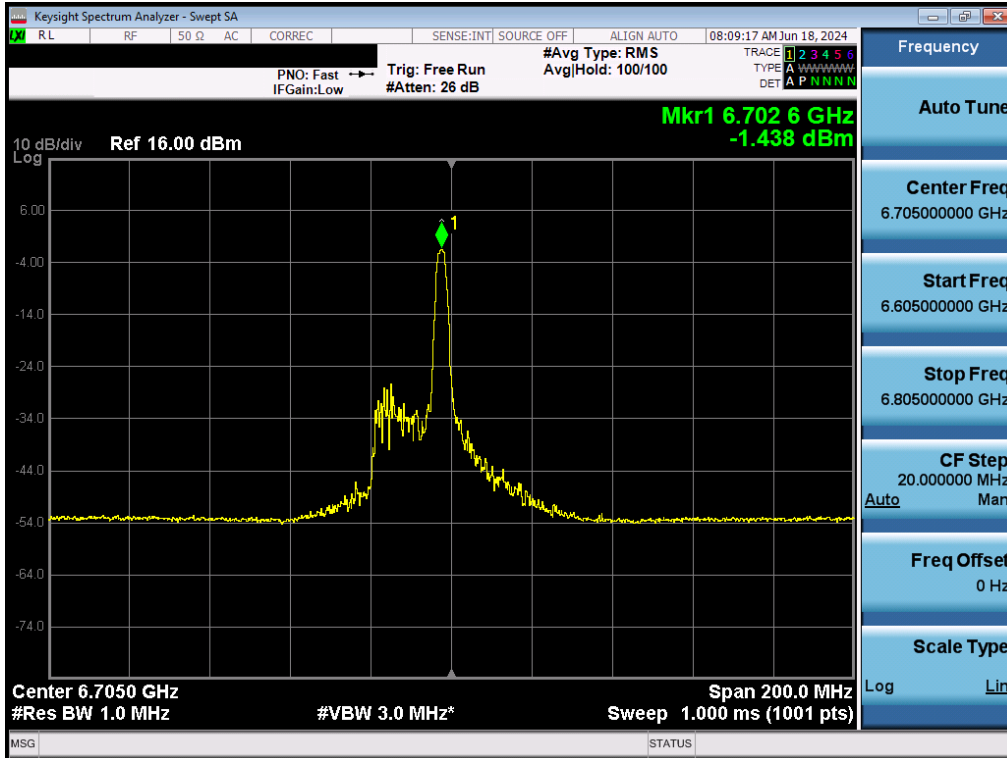 Keysight Spectrum Analyzer - Swept SA
LXI RL RF 50 Ω AC CORREC SENSE:INT SOURCE OFF ALIGN AUTO 08:09:17 AM Jun 18, 2024
PNO: Fast
IFGain:Low
Trig: Free Run
#Atten: 26 dB
#Avg Type: RMS
Avg|Hold: 100/100
TRACE 1 2 3 4 5 6
TYPE A WWWWW
DET A P N N N N
Mkr1 6.702 6 GHz
-1.438 dBm
10 dB/div Ref 16.00 dBm
Log
6.00
1
-4.00
-14.0
-24.0
-34.0
-44.0
-54.0
-64.0
-74.0
Center 6.7050 GHz Span 200.0 MHz
#Res BW 1.0 MHz #VBW 3.0 MHz* Sweep 1.000 ms (1001 pts)
MSG STATUS
Frequency
Auto Tune
Center Freq
6.705000000 GHz
Start Freq
6.605000000 GHz
Stop Freq
6.805000000 GHz
CF Step
20.000000 MHz
Auto Man
Freq Offset
0 Hz
Scale Type
Log Lin